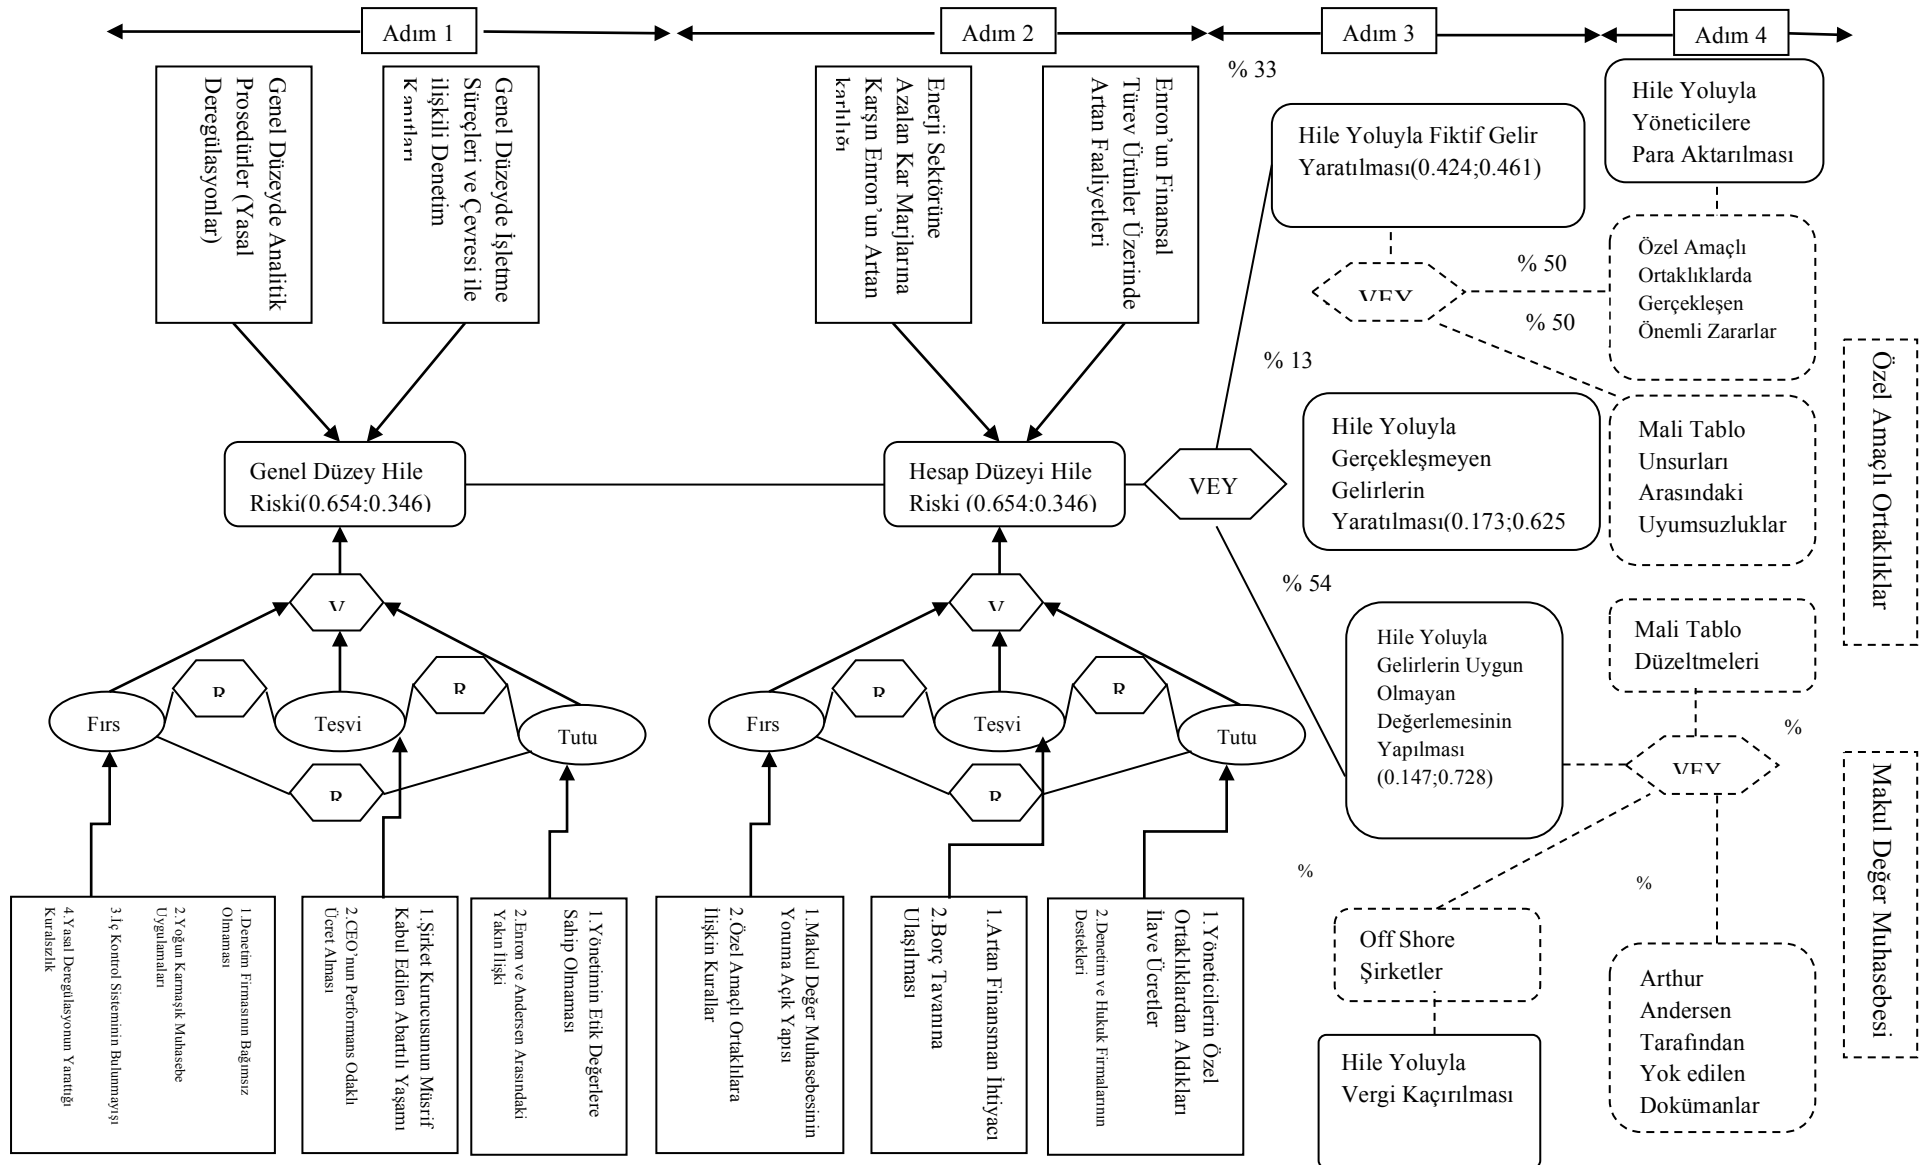 Adım 1
Adım 2
Adım 3
Adım 4
Genel Düzeyde Analitik
Prosedürler (Yasal
Deregülasyonlar)
Genel Düzeyde İşletme
Süreçleri ve Çevresi ile
ilişkili Denetim
Kanıtları
Enerji Sektörüne
Azalan Kar Marjlarına
Karşın Enron’un Artan
karlılığı
Enron’un Finansal
Türev Ürünler Üzerinde
Artan Faaliyetleri
% 33
Hile Yoluyla Fiktif Gelir
Yaratılması(0.424;0.461)
Hile Yoluyla
Yöneticilere
Para Aktarılması
VEY
% 50
% 50
Özel Amaçlı
Ortaklıklarda
Gerçekleşen
Önemli Zararlar
% 13
Hile Yoluyla
Gerçekleşmeyen
Gelirlerin
Yaratılması(0.173;0.625
Mali Tablo
Unsurları
Arasındaki
Uyumsuzluklar
Özel Amaçlı Ortaklıklar
Genel Düzey Hile
Riski(0.654;0.346)
Hesap Düzeyi Hile
Riski (0.654;0.346)
VEY
% 54
V
V
Hile Yoluyla
Gelirlerin Uygun
Olmayan
Değerlemesinin
Yapılması
(0.147;0.728)
Mali Tablo
Düzeltmeleri
R
R
Fırs
Teşvi
Tutu
R
R
R
Fırs
Teşvi
Tutu
R
%
VEY
%
%
Makul Değer Muhasebesi
1.Denetim Firmasının Bağımsız
Olmaması
2.Yoğun Karmaşık Muhasebe
Uygulamaları
3.İç Kontrol Sisteminin Bulunmayışı
4.Yasal Deregülasyonun Yarattığı
Kuralsızlık
1.Şirket Kurucusunun Müsrif
Kabul Edilen Abartılı Yaşamı
2.CEO’nun Performans Odaklı
Ücret Alması
1.Yönetimin Etik Değerlere
Sahip Olmaması
2.Enron ve Andersen Arasındaki
Yakın İlişki
1.Makul Değer Muhasebesinin
Yoruma Açık Yapısı
2.Özel Amaçlı Ortaklılara
İlişkin Kurallar
1.Artan Finansman İhtiyacı
2.Borç Tavanına
Ulaşılması
1.Yöneticilerin Özel
Ortaklıklardan Aldıkları
İlave Ücretler
2.Denetim ve Hukuk Firmalarının
Destekleri
Off Shore
Şirketler
Hile Yoluyla
Vergi Kaçırılması
Arthur
Andersen
Tarafından
Yok edilen
Dokümanlar